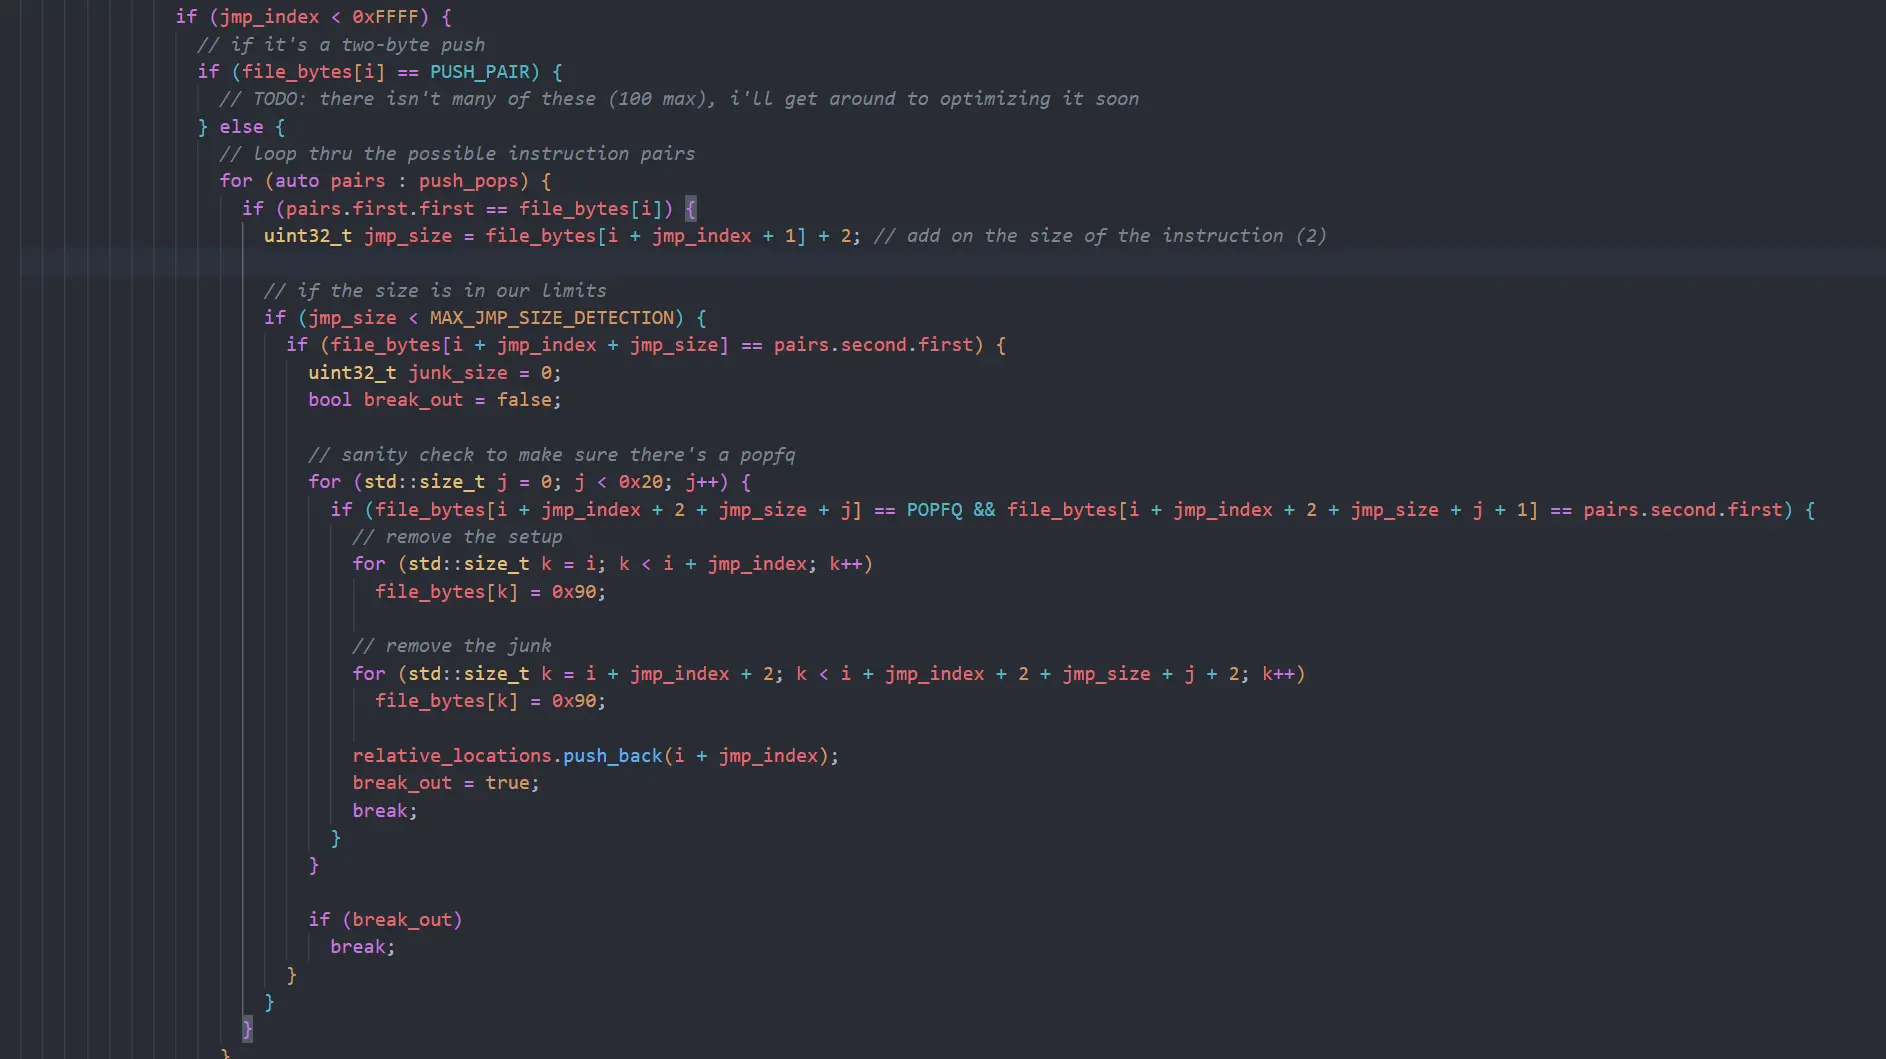 if (jmp_index < 0xFFFF) {
// if it's a two-byte push
if (file_bytes[i] == PUSH_PAIR) {
// TODO: there isn't many of these (100 max), i'll get around to optimizing it soon
} else {
// loop thru the possible instruction pairs
for (auto pairs : push_pops) {
if (pairs.first.first == file_bytes[i]) {
uint32_t jmp_size = file_bytes[i + jmp_index + 1] + 2; // add on the size of the instruction (2)
// if the size is in our limits
if (jmp_size < MAX_JMP_SIZE_DETECTION) {
if (file_bytes[i + jmp_index + jmp_size] == pairs.second.first) {
uint32_t junk_size = 0;
bool break_out = false;
// sanity check to make sure there's a popfq
for (std::size_t j = 0; j < 0x20; j++) {
if (file_bytes[i + jmp_index + 2 + jmp_size + j] == POPFQ && file_bytes[i + jmp_index + 2 + jmp_size + j + 1] == pairs.second.first) {
// remove the setup
for (std::size_t k = i; k < i + jmp_index; k++)
file_bytes[k] = 0x90;
// remove the junk
for (std::size_t k = i + jmp_index + 2; k < i + jmp_index + 2 + jmp_size + j + 2; k++)
file_bytes[k] = 0x90;
relative_locations.push_back(i + jmp_index);
break_out = true;
break;
}
}
if (break_out)
break;
}
}
}
}